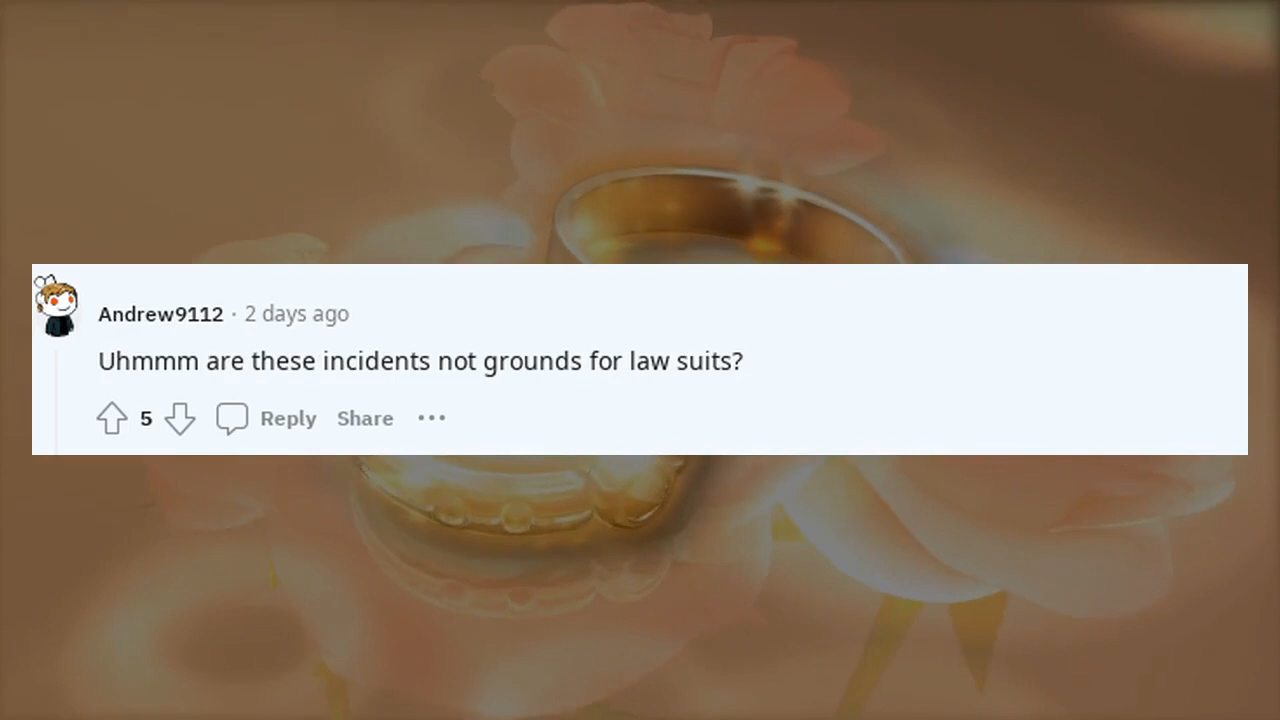 Andrew9112 · 2 days ago
Uhmmm are these incidents not grounds for law suits?
5 Reply Share